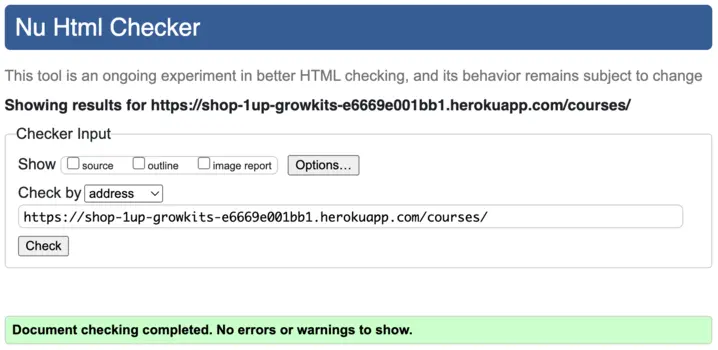 Nu Html Checker
This tool is an ongoing experiment in better HTML checking, and its behavior remains subject to change
Showing results for https://shop-1up-growkits-e6669e001bb1.herokuapp.com/courses/
Checker Input
Show source outline image report Options...
Check by address
https://shop-1up-growkits-e6669e001bb1.herokuapp.com/courses/
Check
Document checking completed. No errors or warnings to show.